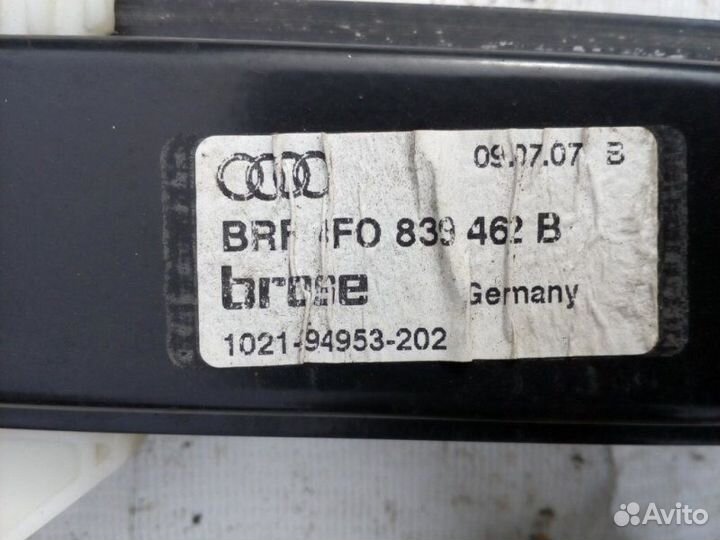 09.07.07 B
BRF 4F0 839 462 B
brose Germany
1021-94953-202
Avito